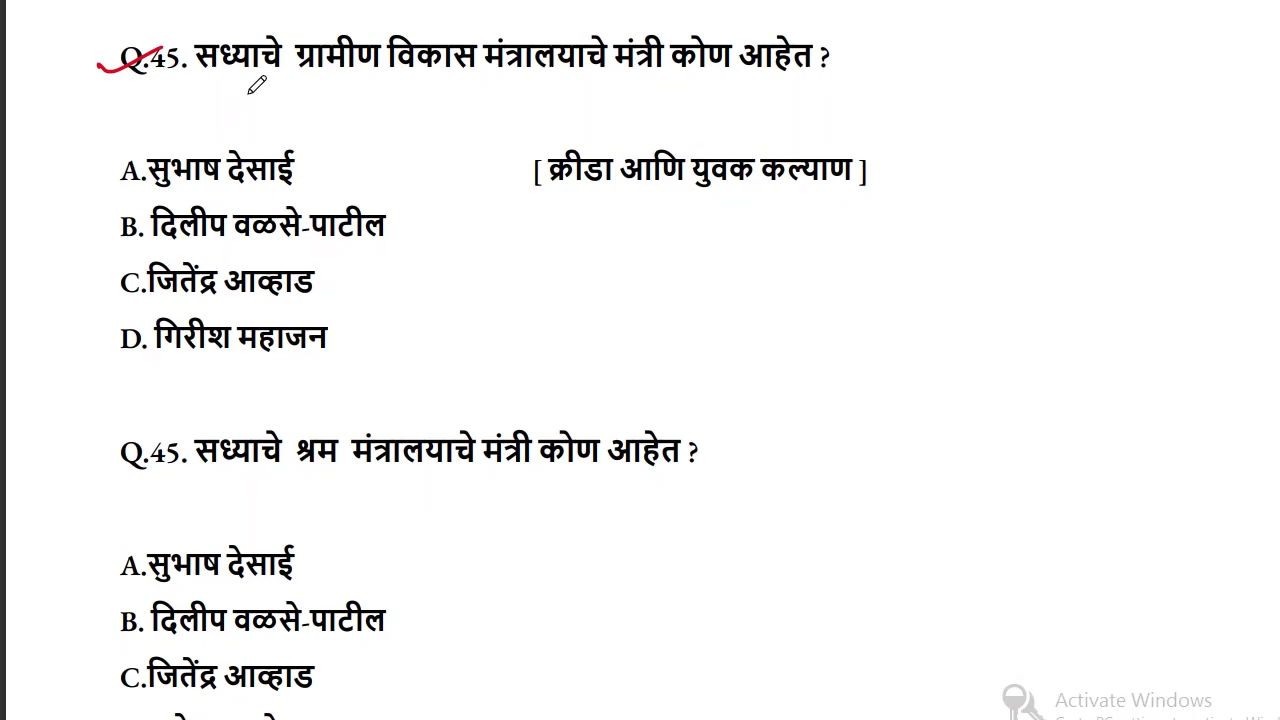 Q.45. सध्याचे ग्रामीण विकास मंत्रालयाचे मंत्री कोण आहेत ?
A.सुभाष देसाई [ क्रीडा आणि युवक कल्याण ]
B. दिलीप वळसे-पाटील
C.जितेंद्र आव्हाड
D. गिरीश महाजन
Q.45. सध्याचे श्रम मंत्रालयाचे मंत्री कोण आहेत ?
A.सुभाष देसाई
B. दिलीप वळसे-पाटील
C.जितेंद्र आव्हाड
Activate Windows